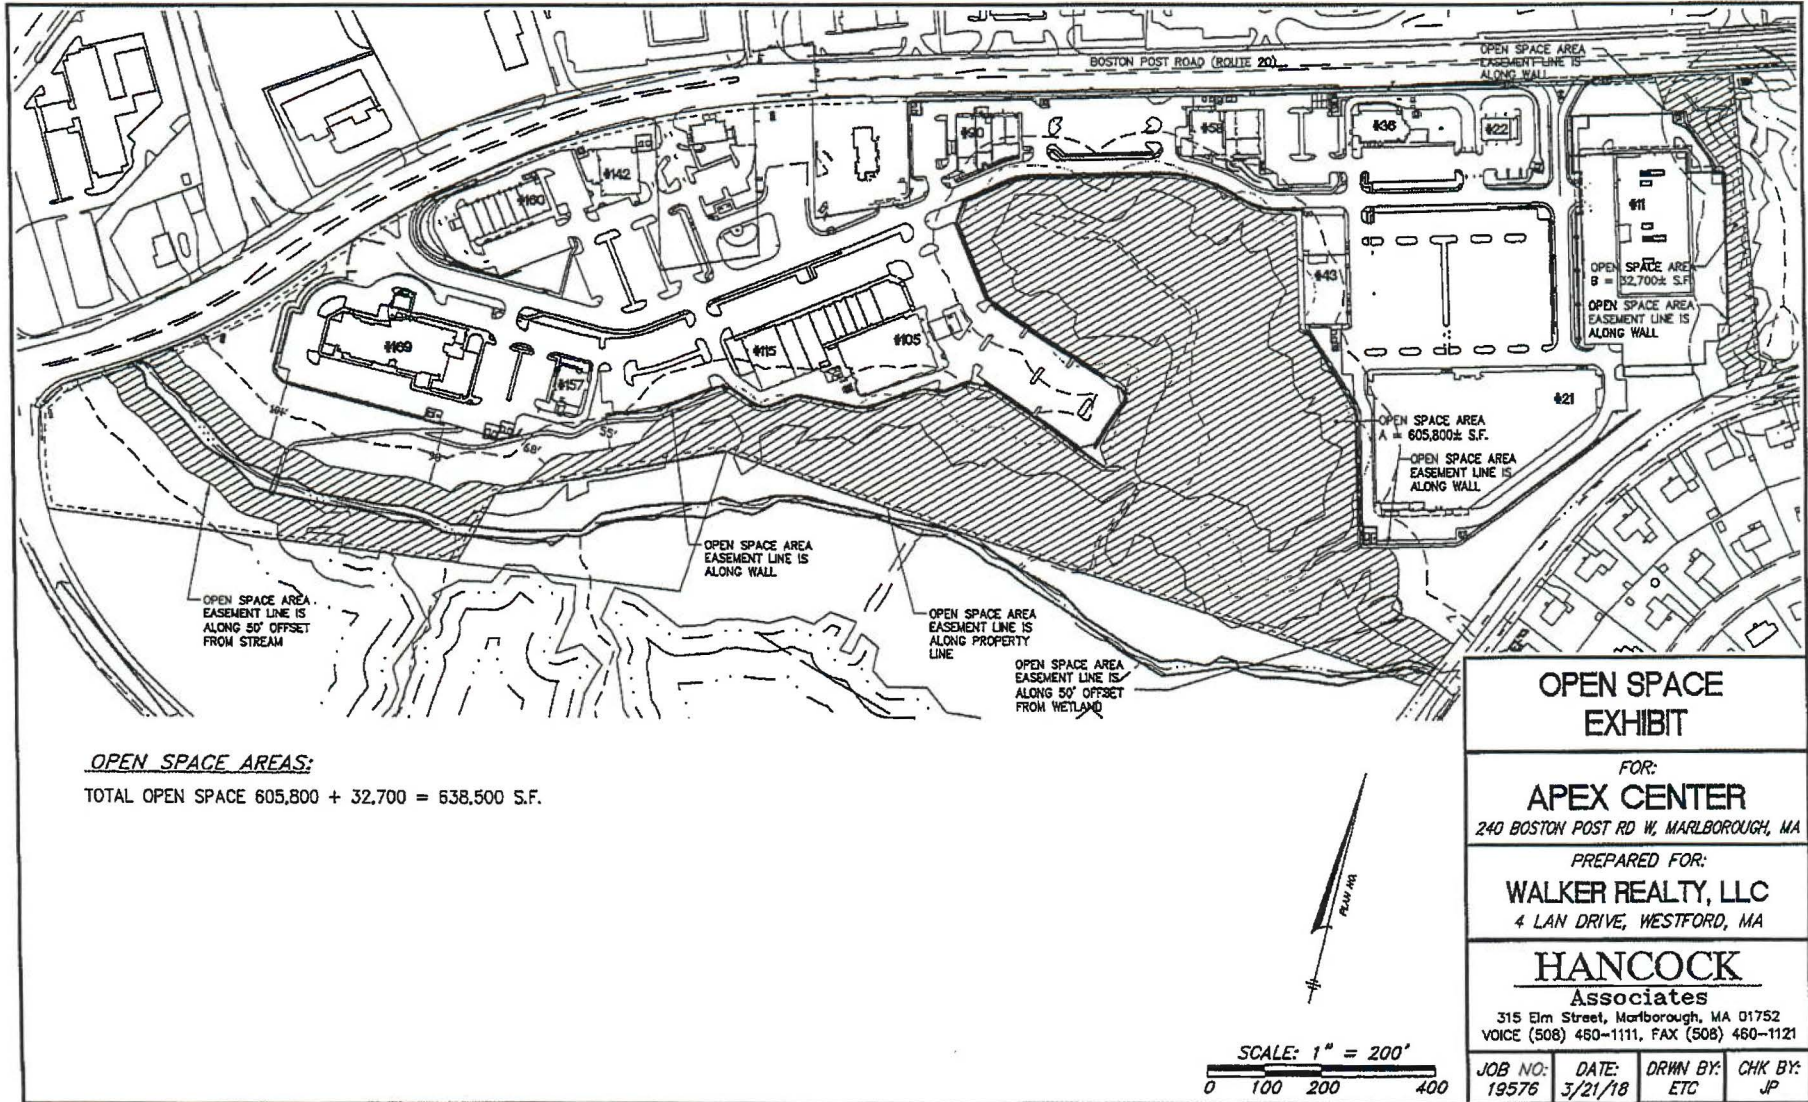 BOSTON POST ROAD (ROUTE 20)
OPEN SPACE AREA
EASEMENT LINE IS
ALONG WALL
#90
#58
#36
#22
#142
#160
#11
#43
OPEN SPACE AREA
B = 32,700± S.F.
OPEN SPACE AREA
EASEMENT LINE IS
ALONG WALL
#169
#115
#105
#157
#21
OPEN SPACE AREA
A = 605,800± S.F.
OPEN SPACE AREA
EASEMENT LINE IS
ALONG WALL
55'
68'
OPEN SPACE AREA
EASEMENT LINE IS
ALONG WALL
OPEN SPACE AREA
EASEMENT LINE IS
ALONG 50' OFFSET
FROM STREAM
OPEN SPACE AREA
EASEMENT LINE IS
ALONG PROPERTY
LINE
OPEN SPACE AREA
EASEMENT LINE IS
ALONG 50' OFFSET
FROM WETLAND
OPEN SPACE AREAS:
TOTAL OPEN SPACE 605,800 + 32,700 = 638,500 S.F.
SCALE: 1" = 200'
0 100 200 400
OPEN SPACE
EXHIBIT
FOR:
APEX CENTER
240 BOSTON POST RD W, MARLBOROUGH, MA
PREPARED FOR:
WALKER REALTY, LLC
4 LAN DRIVE, WESTFORD, MA
HANCOCK
Associates
315 Elm Street, Marlborough, MA 01752
VOICE (508) 460-1111, FAX (508) 460-1121
JOB NO: DATE: DRWN BY: CHK BY:
19576 3/21/18 ETC JP